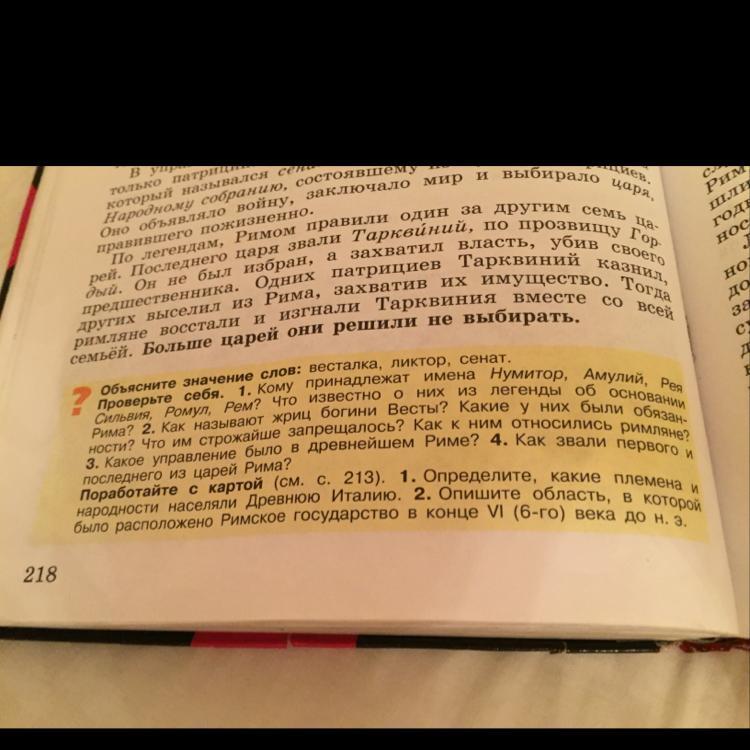 В упра
только патриции
который назывался сена
рициев.
Народному собранию, состоявшему
Оно объявляло войну, заключало мир и выбирало царя,
правившего пожизненно.
По легендам, Римом правили один за другим семь ца-
рей. Последнего царя звали Тарквиний, по прозвищу Гор-
дый. Он не был избран, а захватил власть, убив своего
предшественника. Одних патрициев Тарквиний казнил,
других выселил из Рима, захватив их имущество. Тогда
римляне восстали и изгнали Тарквиния вместе со всей
семьёй. Больше царей они решили не выбирать.
? Объясните значение слов: весталка, ликтор, сенат.
Проверьте себя. 1. Кому принадлежат имена Нумитор, Амулий, Рея
Сильвия, Ромул, Рем? Что известно о них из легенды об основании
Рима? 2. Как называют жриц богини Весты? Какие у них были обязан-
ности? Что им строжайше запрещалось? Как к ним относились римляне?
3. Какое управление было в древнейшем Риме? 4. Как звали первого и
последнего из царей Рима?
Поработайте с картой (см. с. 213). 1. Определите, какие племена и
народности населяли Древнюю Италию. 2. Опишите область, в которой
было расположено Римское государство в конце VI (6-го) века до н. э.
218
Рим
шли
годн
нос